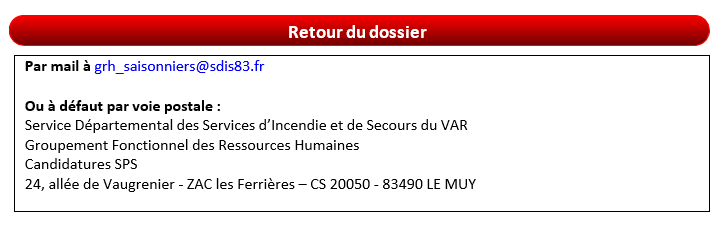 Retour du dossier
Par mail à grh_saisonniers@sdis83.fr
Ou à défaut par voie postale :
Service Départemental des Services d’Incendie et de Secours du VAR
Groupement Fonctionnel des Ressources Humaines
Candidatures SPS
24, allée de Vaugrenier - ZAC les Ferrières – CS 20050 - 83490 LE MUY